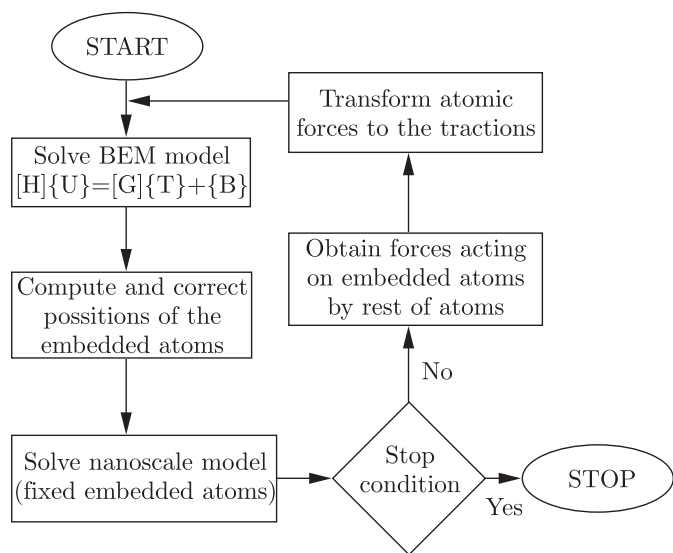 START
Solve BEM model
[H]{U}=[G]{T}+{B}
Compute and correct
possitions of the
embedded atoms
Solve nanoscale model
(fixed embedded atoms)
Stop
condition
No
Yes
STOP
Obtain forces acting
on embedded atoms
by rest of atoms
Transform atomic
forces to the tractions